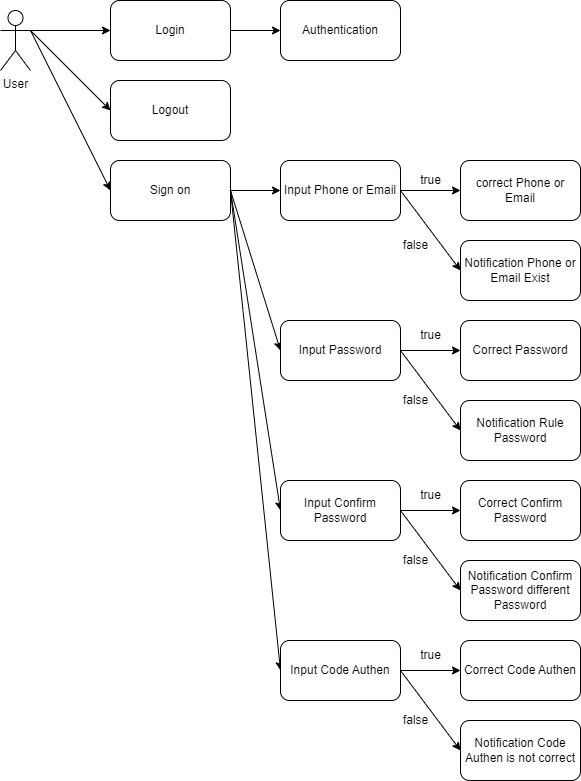 Login
Authentication
User
Logout
Sign on
Input Phone or Email
true
correct Phone or
Email
false
Notification Phone or
Email Exist
Input Password
true
Correct Password
false
Notification Rule
Password
Input Confirm
Password
true
Correct Confirm
Password
false
Notification Confirm
Password different
Password
Input Code Authen
true
Correct Code Authen
false
Notification Code
Authen is not correct